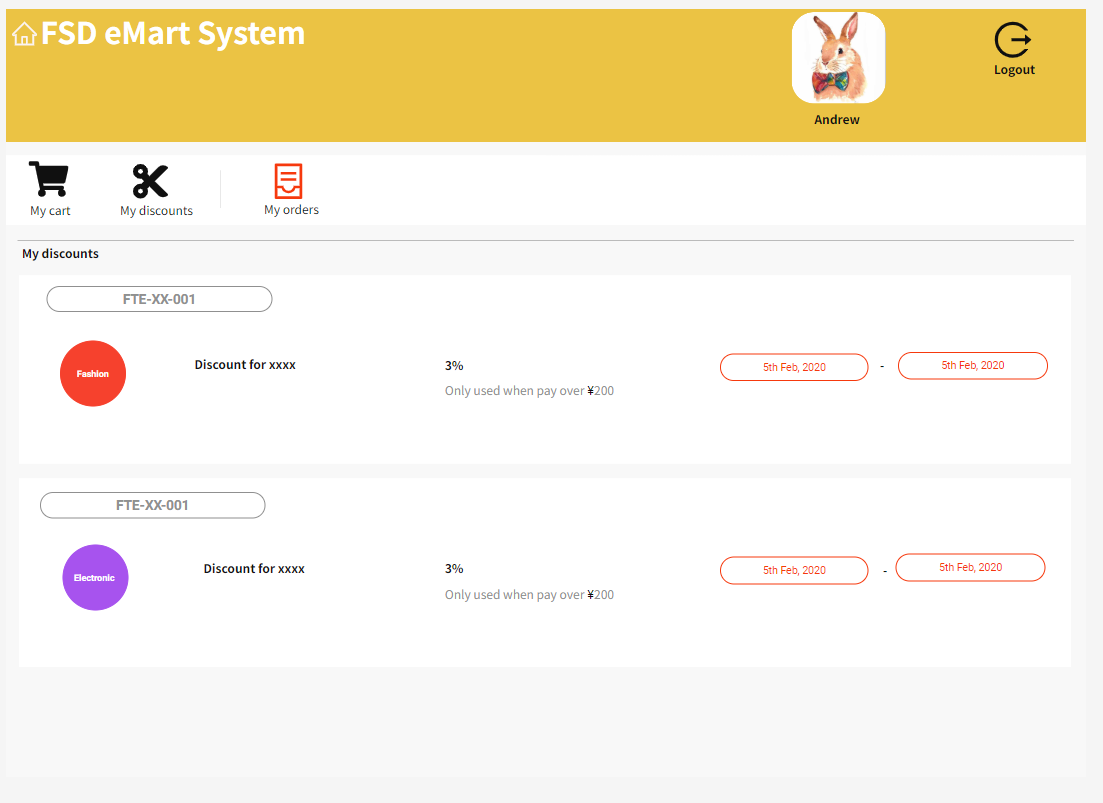 FSD eMart System
Logout
Andrew
My cart
My discounts
My orders
My discounts
FTE-XX-001
Fashion
Discount for xxxx
3%
5th Feb, 2020 - 5th Feb, 2020
Only used when pay over ¥200
FTE-XX-001
Electronic
Discount for xxxx
3%
5th Feb, 2020 - 5th Feb, 2020
Only used when pay over ¥200